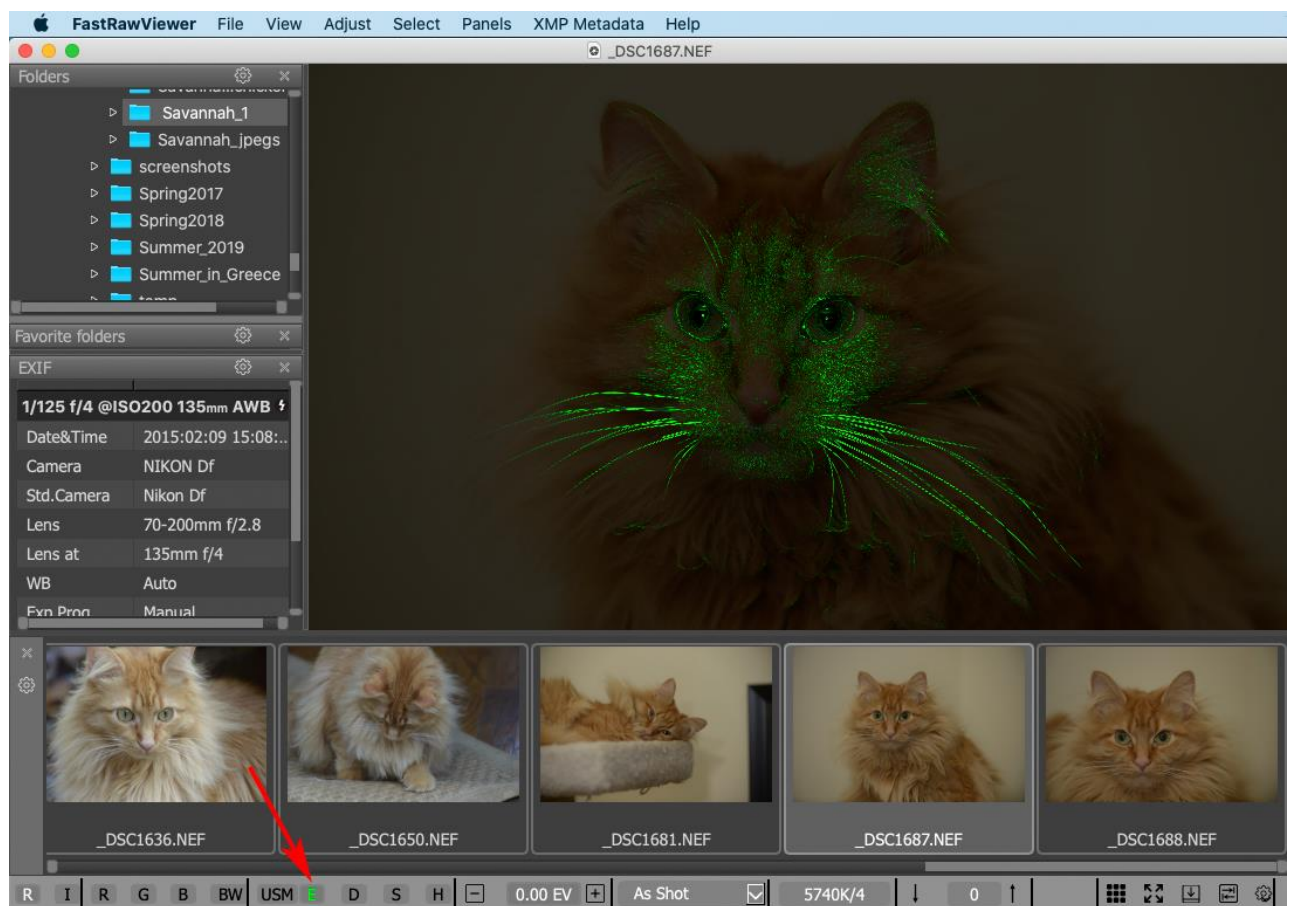 FastRawViewer File View Adjust Select Panels XMP Metadata Help
_DSC1687.NEF
Folders
Savannah_1
Savannah_jpegs
screenshots
Spring2017
Spring2018
Summer_2019
Summer_in_Greece
temp
Favorite folders
EXIF
1/125 f/4 @ISO200 135mm AWB
Date&Time 2015:02:09 15:08:..
Camera NIKON Df
Std.Camera Nikon Df
Lens 70-200mm f/2.8
Lens at 135mm f/4
WB Auto
Exp Prog Manual
_DSC1636.NEF _DSC1650.NEF _DSC1681.NEF _DSC1687.NEF _DSC1688.NEF
R I R G B BW USM E D S H 0.00 EV As Shot 5740K/4 0